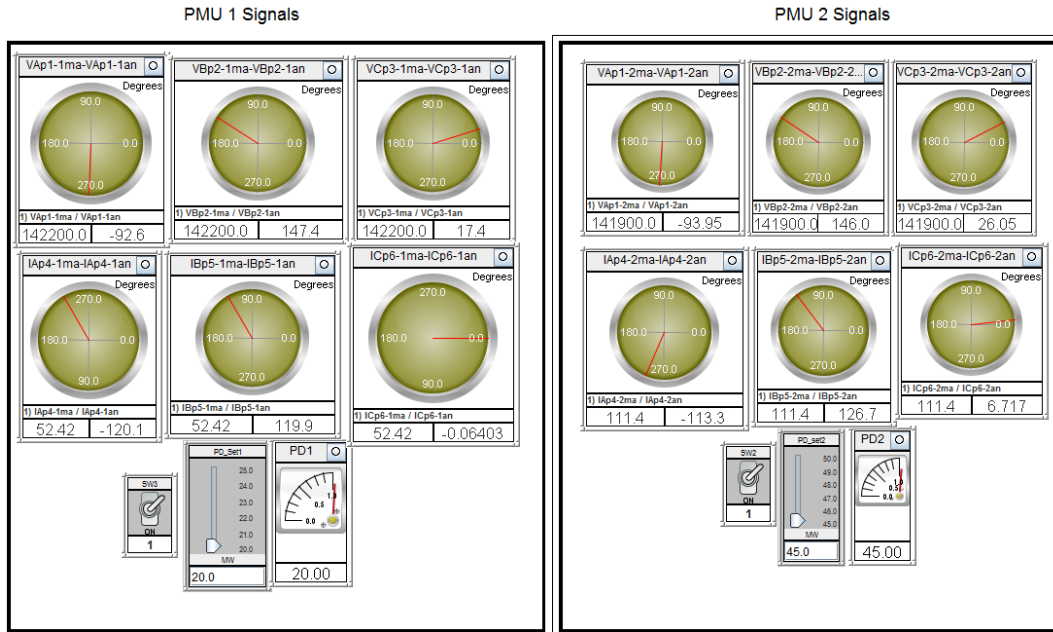 PMU 1 Signals
VAp1-1ma-VAp1-1an
Degrees
90.0
180.0
0.0
270.0
1) VAp1-1ma / VAp1-1an
142200.0
-92.6
VBp2-1ma-VBp2-1an
Degrees
90.0
180.0
0.0
270.0
1) VBp2-1ma / VBp2-1an
142200.0
147.4
VCp3-1ma-VCp3-1an
Degrees
90.0
180.0
0.0
270.0
1) VCp3-1ma / VCp3-1an
142200.0
17.4
IAp4-1ma-IAp4-1an
Degrees
270.0
180.0
0.0
90.0
1) IAp4-1ma / IAp4-1an
52.42
-120.1
IBp5-1ma-IBp5-1an
Degrees
90.0
180.0
0.0
270.0
1) IBp5-1ma / IBp5-1an
52.42
119.9
ICp6-1ma-ICp6-1an
Degrees
270.0
180.0
0.0
90.0
1) ICp6-1ma / ICp6-1an
52.42
-0.06403
SW3
ON
1
PD_Set1
25.0
24.0
23.0
22.0
21.0
20.0
MW
20.0
PD1
1.0
0.5
0.0
20.00
PMU 2 Signals
VAp1-2ma-VAp1-2an
Degrees
90.0
180.0
0.0
270.0
1) VAp1-2ma / VAp1-2an
141900.0
-93.95
VBp2-2ma-VBp2-2...
Degrees
90.0
180.0
0.0
270.0
1) VBp2-2ma / VBp2-2an
141900.0
146.0
VCp3-2ma-VCp3-2an
Degrees
90.0
180.0
0.0
270.0
1) VCp3-2ma / VCp3-2an
141900.0
26.05
IAp4-2ma-IAp4-2an
Degrees
90.0
180.0
0.0
270.0
1) IAp4-2ma / IAp4-2an
111.4
-113.3
IBp5-2ma-IBp5-2an
Degrees
90.0
180.0
0.0
270.0
1) IBp5-2ma / IBp5-2an
111.4
126.7
ICp6-2ma-ICp6-2an
Degrees
90.0
180.0
0.0
270.0
1) ICp6-2ma / ICp6-2an
111.4
6.717
SW2
ON
1
PD_set2
50.0
49.0
48.0
47.0
46.0
45.0
MW
45.0
PD2
1.0
0.5
0.0
45.00